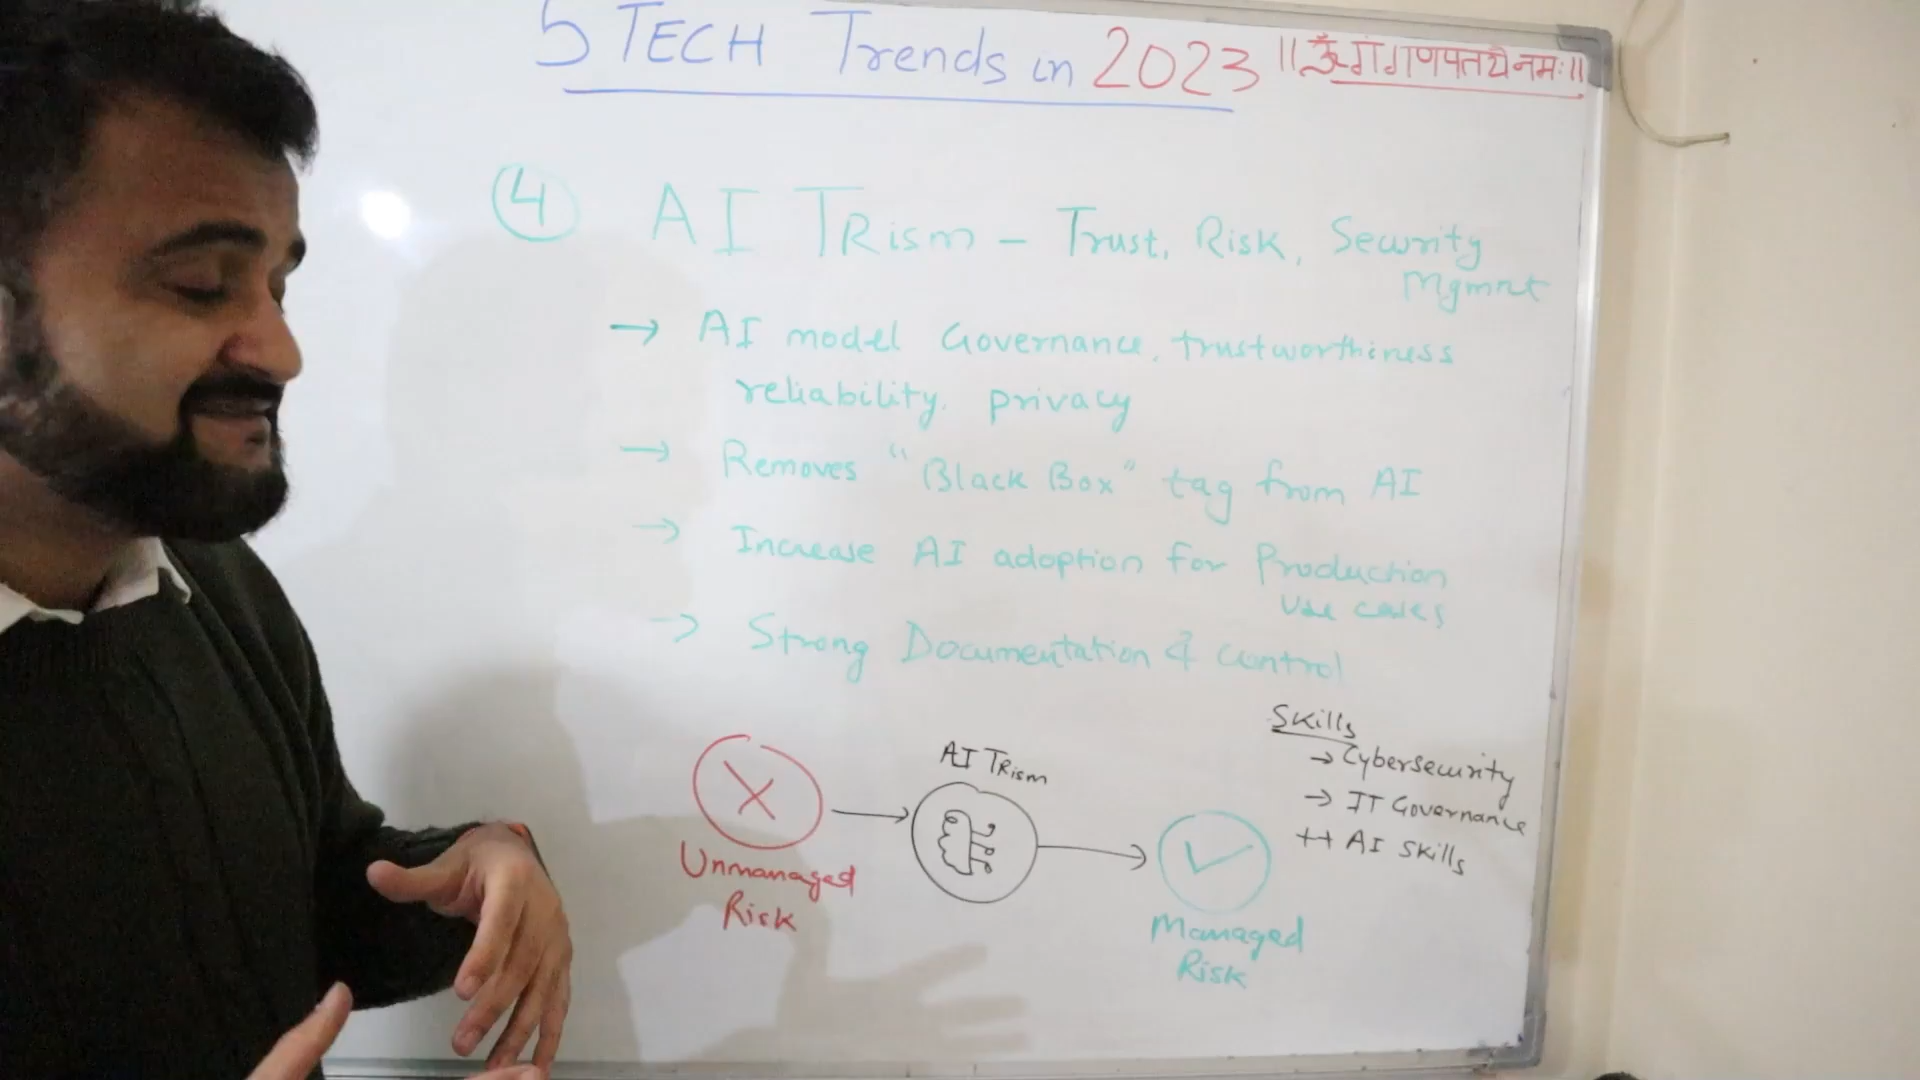 5 TECH Trends in 2023 ॥ॐ गं गणपतये नमः॥
4 AI TRism - Trust, Risk, Security
Mgmnt
→ AI model Governance, trustworthiness
reliability, privacy
→ Removes "Black Box" tag from AI
→ Increase AI adoption for Production
Use cases
→ Strong Documentation & control
Skills
→ Cybersecurity
→ IT Governance
++ AI Skills
AI TRism
Unmanaged
Risk
Managed
Risk